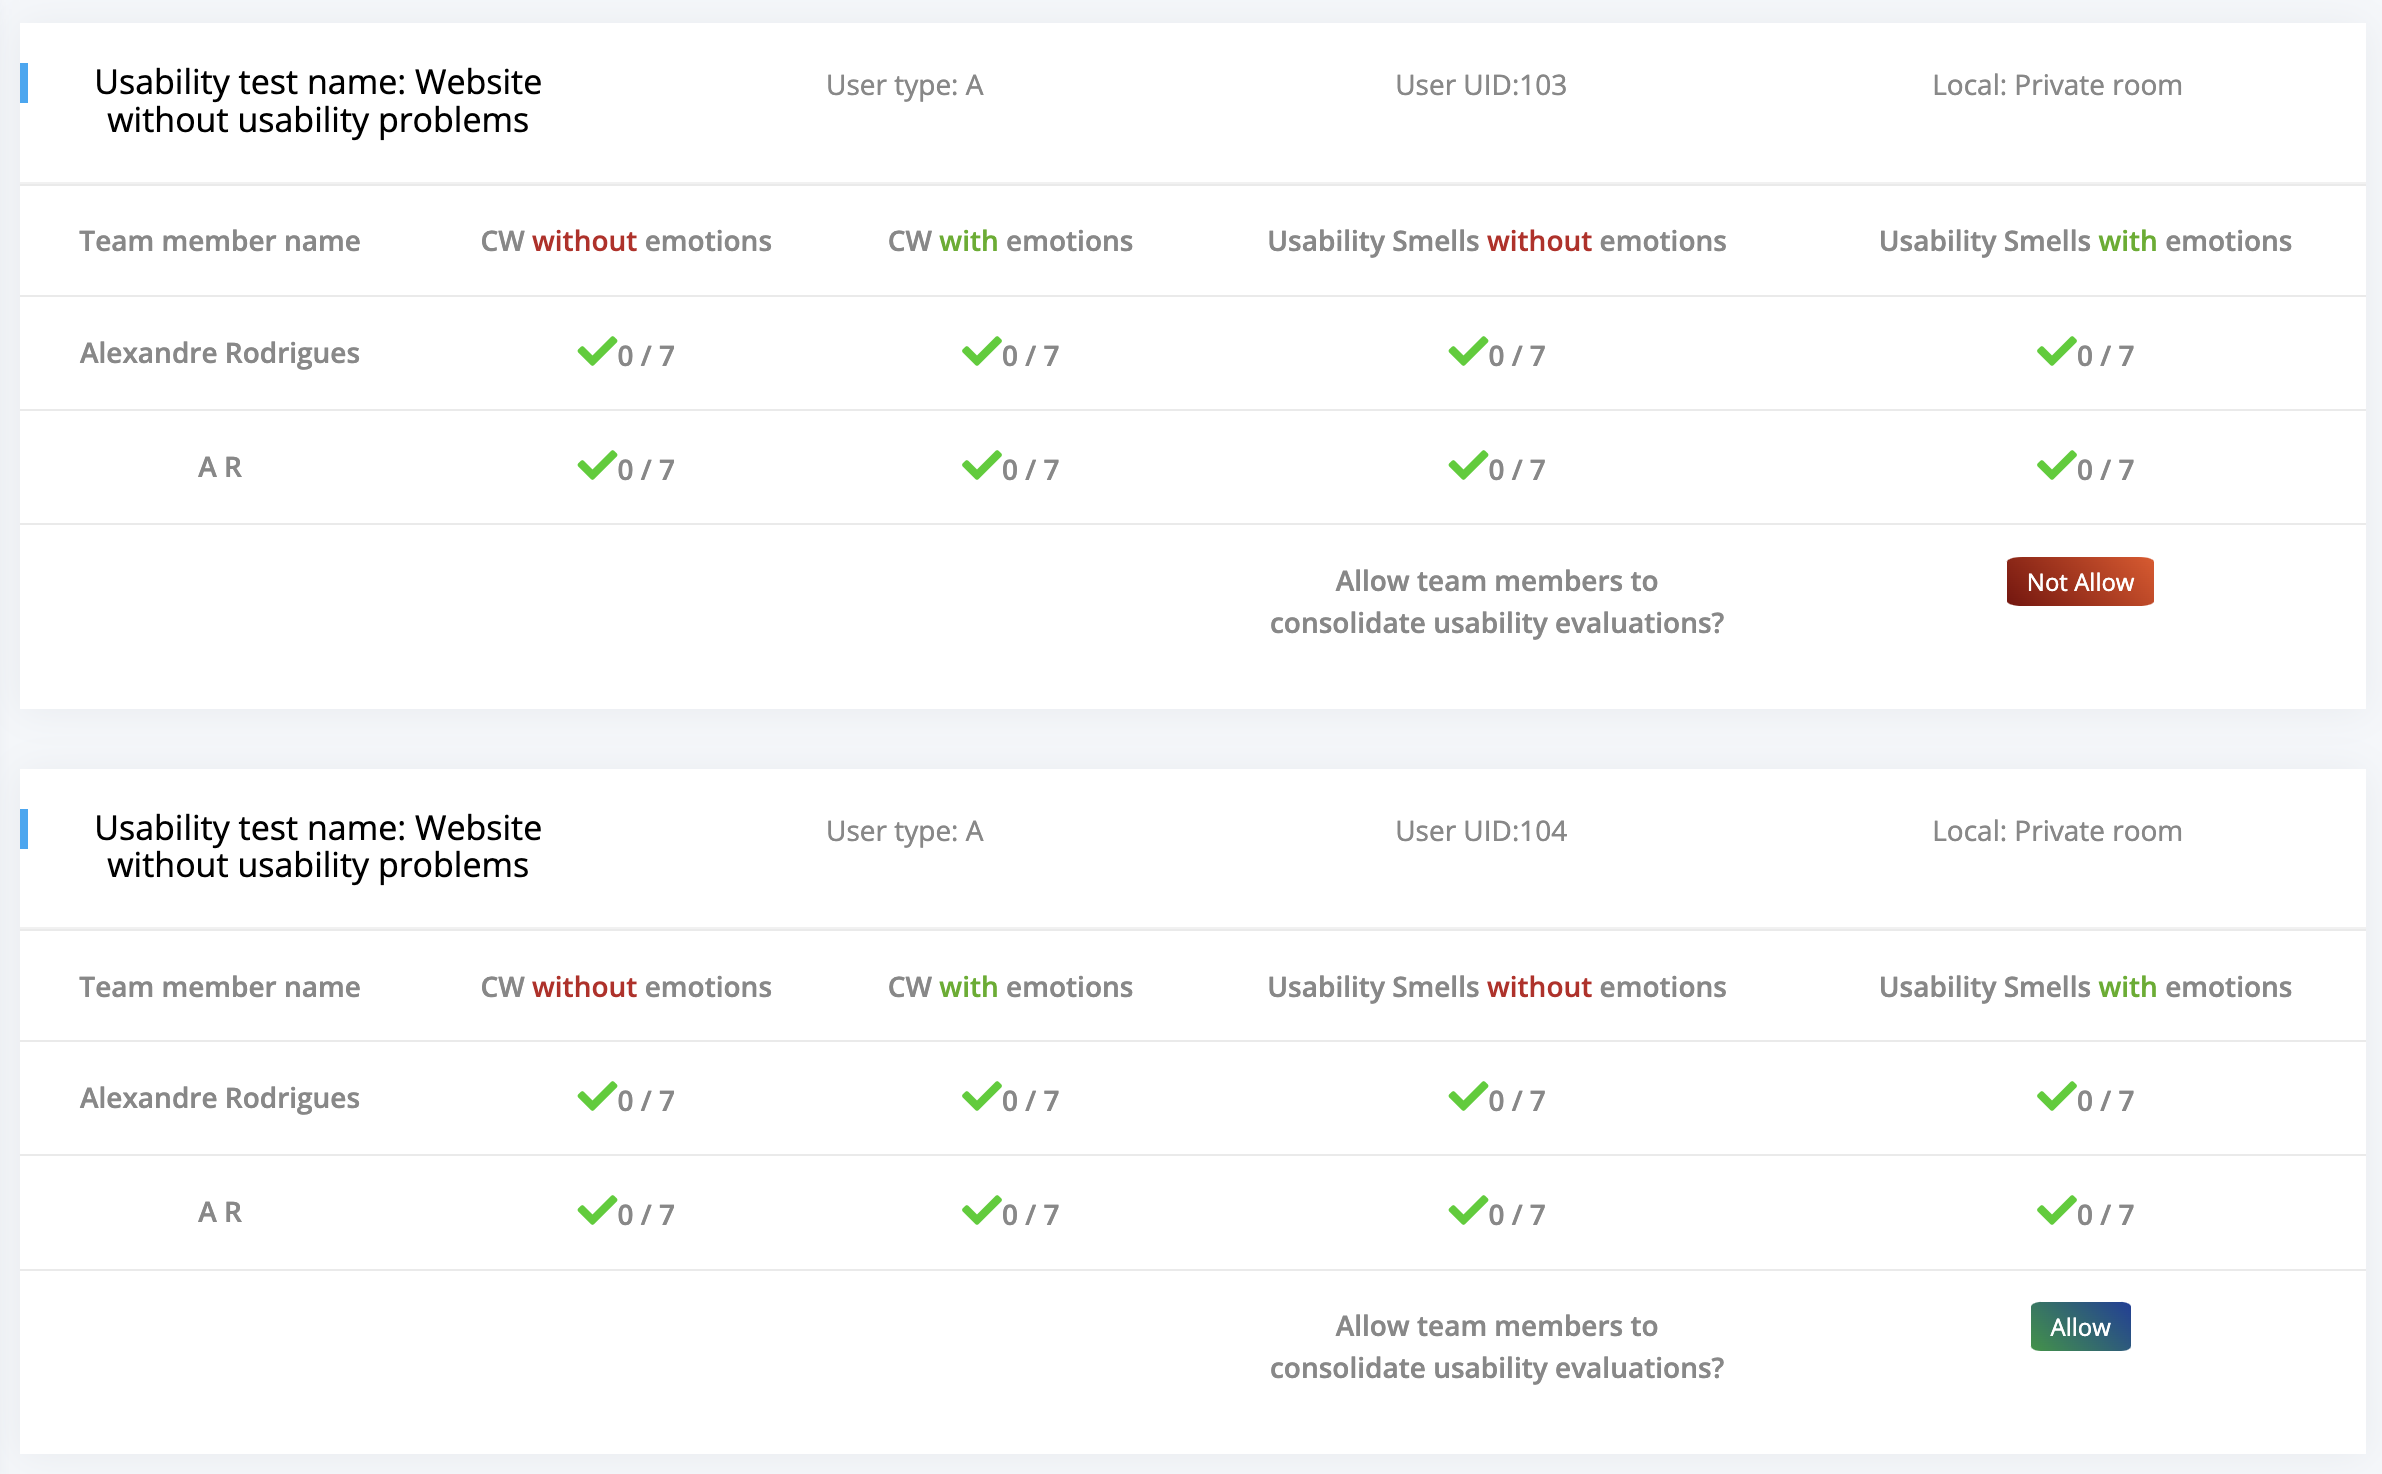 Usability test name: Website
without usability problems
User type: A
User UID:103
Local: Private room
Team member name CW without emotions CW with emotions Usability Smells without emotions Usability Smells with emotions
Alexandre Rodrigues 0 / 7 0 / 7 0 / 7 0 / 7
A R 0 / 7 0 / 7 0 / 7 0 / 7
Allow team members to
consolidate usability evaluations?
Not Allow
Usability test name: Website
without usability problems
User type: A
User UID:104
Local: Private room
Team member name CW without emotions CW with emotions Usability Smells without emotions Usability Smells with emotions
Alexandre Rodrigues 0 / 7 0 / 7 0 / 7 0 / 7
A R 0 / 7 0 / 7 0 / 7 0 / 7
Allow team members to
consolidate usability evaluations?
Allow